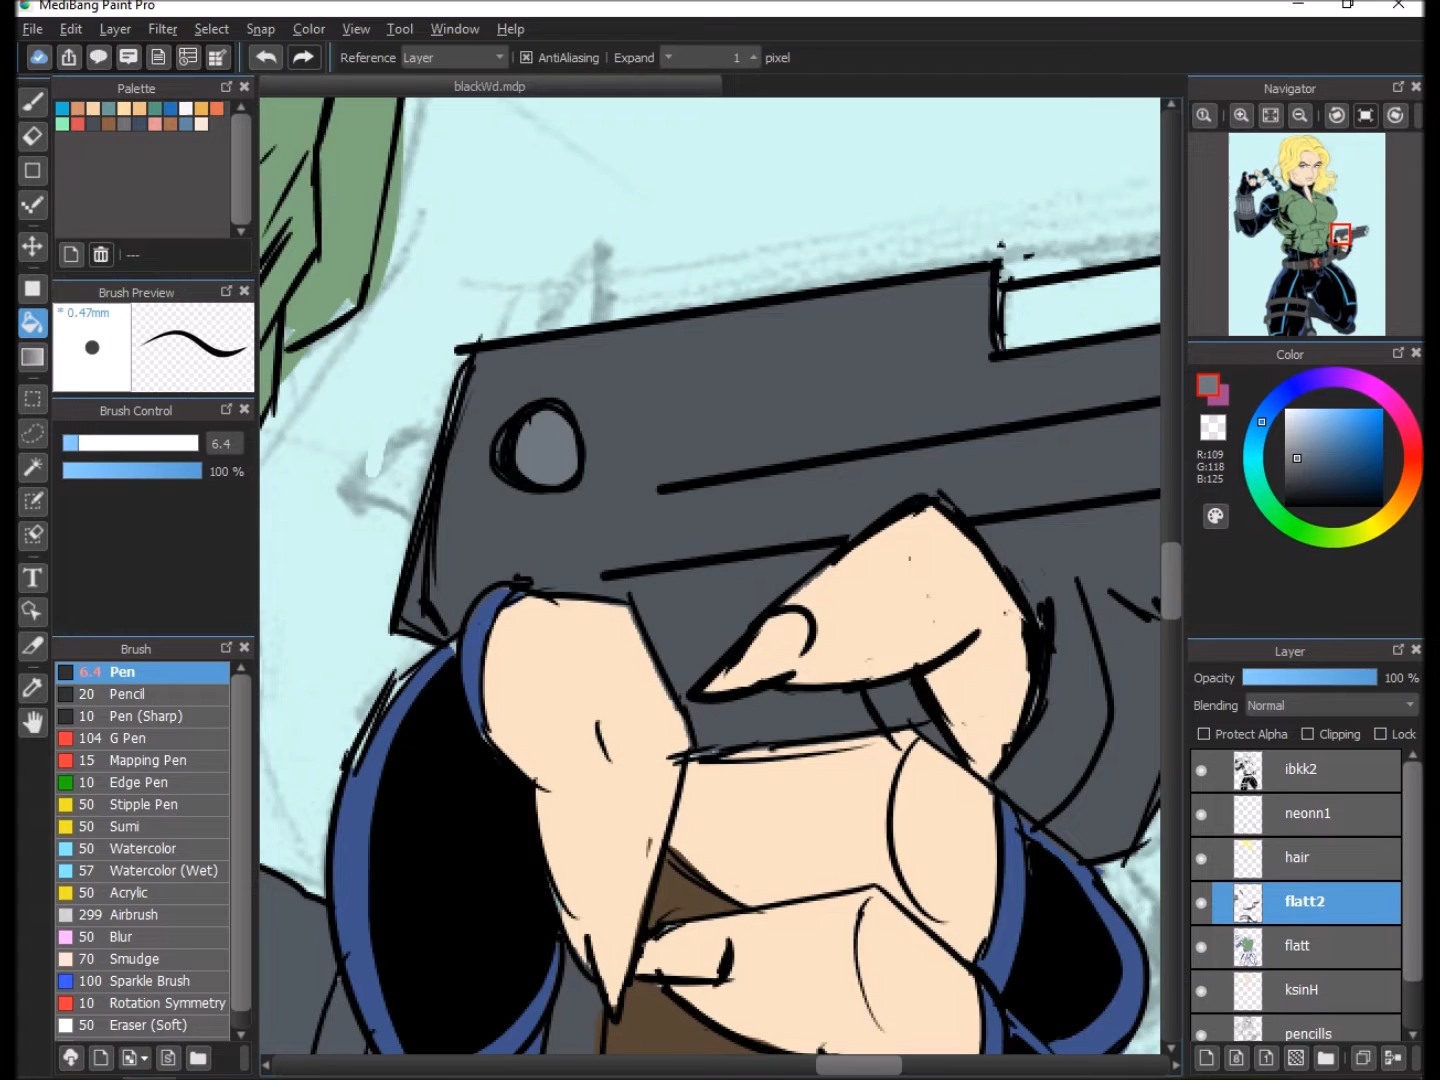 MediBang Paint Pro
File Edit Layer Filter Select Snap Color View Tool Window Help
Reference Layer AntiAliasing Expand 1 pixel
Palette
blackWd.mdp
Navigator
---
Brush Preview
* 0.47mm
Brush Control
6.4
100 %
Color
R:109
G:118
B:125
Brush
6.4 Pen
20 Pencil
10 Pen (Sharp)
104 G Pen
15 Mapping Pen
10 Edge Pen
50 Stipple Pen
50 Sumi
50 Watercolor
57 Watercolor (Wet)
50 Acrylic
299 Airbrush
50 Blur
70 Smudge
100 Sparkle Brush
10 Rotation Symmetry
50 Eraser (Soft)
Layer
Opacity 100 %
Blending Normal
Protect Alpha Clipping Lock
ibkk2
neonn1
hair
flatt2
flatt
ksinH
pencills